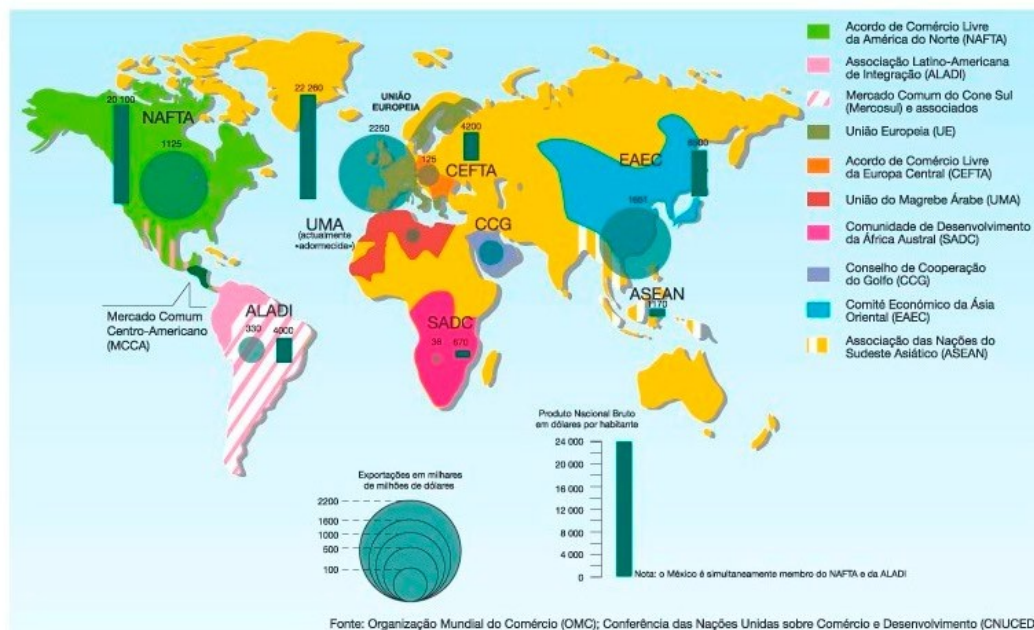 Acordo de Comércio Livre
da América do Norte (NAFTA)
Associação Latino-Americana
de Integração (ALADI)
Mercado Comum do Cone Sul
(Mercosul) e associados
União Europeia (UE)
Acordo de Comércio Livre
da Europa Central (CEFTA)
União do Magrebe Árabe (UMA)
Comunidade de Desenvolvimento
da África Austral (SADC)
Conselho de Cooperação
do Golfo (CCG)
Comité Económico da Ásia
Oriental (EAEC)
Associação das Nações do
Sudeste Asiático (ASEAN)
20 100
NAFTA
1125
22 260
UNIÃO
EUROPEIA
2250
4200
125
CEFTA
EAEC
UMA
(actualmente
«adormecida»)
CCG
ASEAN
Mercado Comum
Centro-Americano
(MCCA)
ALADI
330
4000
SADC
38
670
Produto Nacional Bruto
em dólares por habitante
24 000
20 000
16 000
12 000
8 000
4 000
0
Exportações em milhares
de milhões de dólares
2200
1600
1000
600
100
Nota: o México é simultaneamente membro do NAFTA e da ALADI
Fonte: Organização Mundial do Comércio (OMC); Conferência das Nações Unidas sobre Comércio e Desenvolvimento (CNUCED